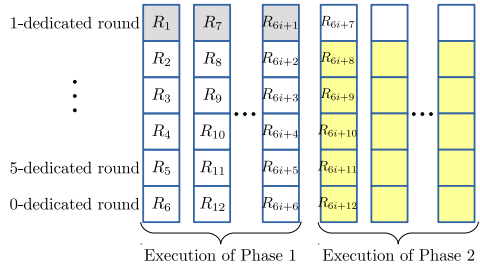 1-dedicated round R₁ R₇ R₆ᵢ₊₁ R₆ᵢ₊₇
R₂ R₈ R₆ᵢ₊₂ R₆ᵢ₊₈
R₃ R₉ R₆ᵢ₊₃ R₆ᵢ₊₉
R₄ R₁₀ R₆ᵢ₊₄ R₆ᵢ₊₁₀
5-dedicated round R₅ R₁₁ R₆ᵢ₊₅ R₆ᵢ₊₁₁
0-dedicated round R₆ R₁₂ R₆ᵢ₊₆ R₆ᵢ₊₁₂
Execution of Phase 1 Execution of Phase 2